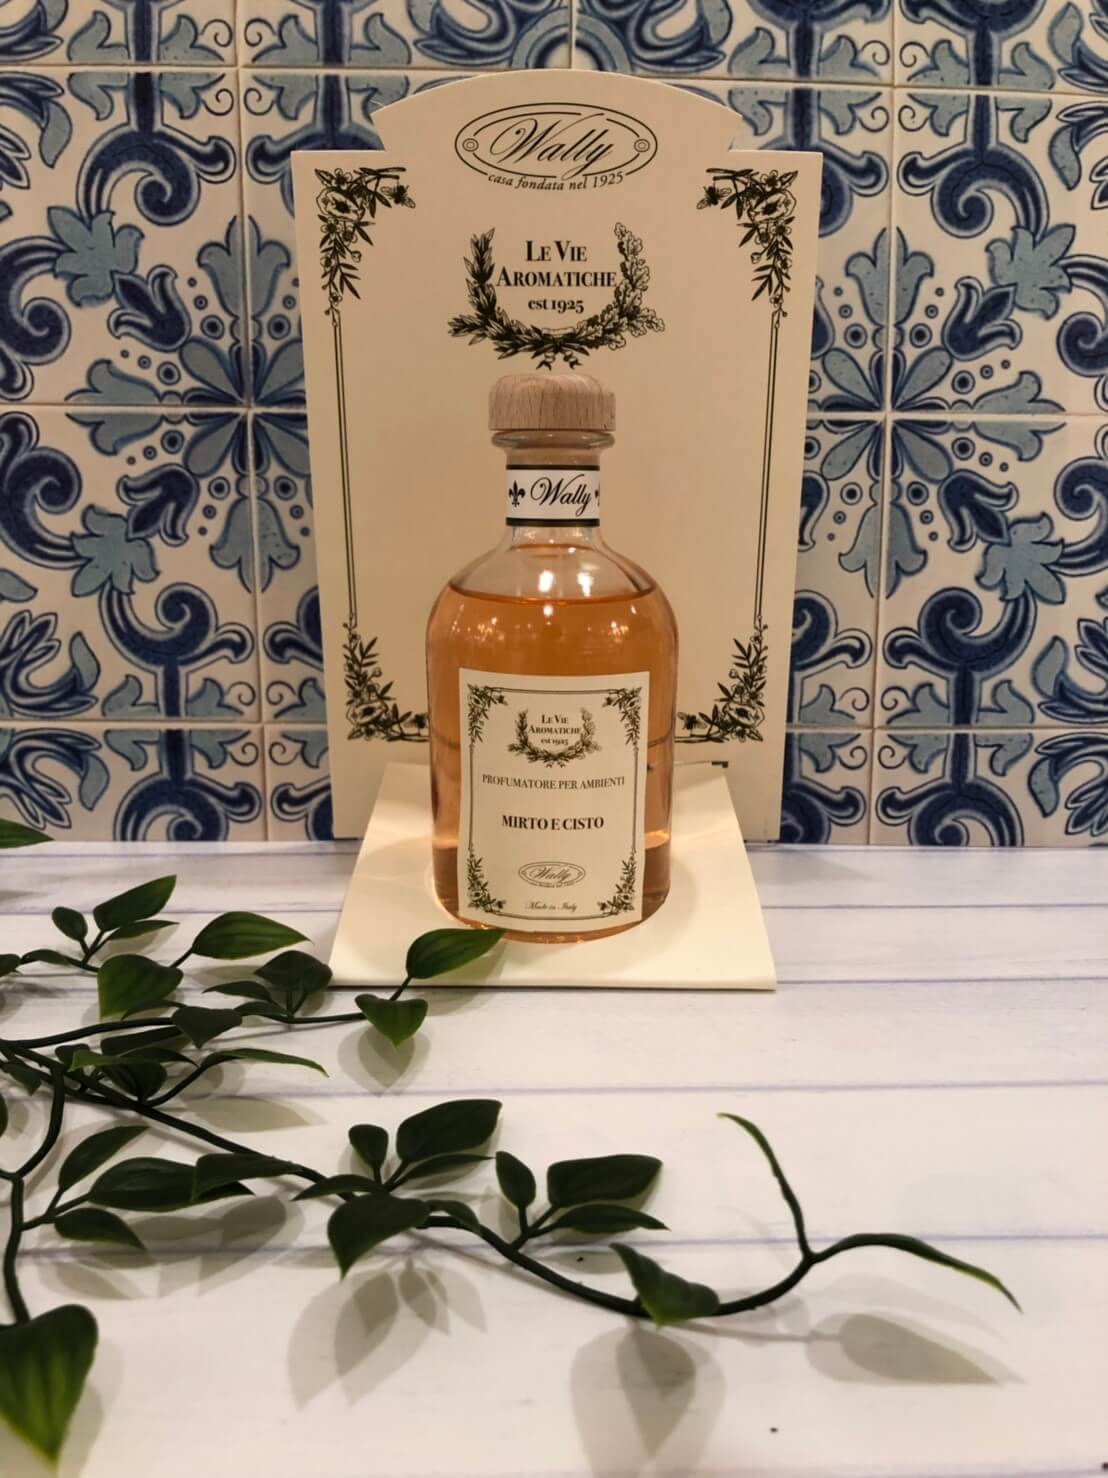 Wally
casa fondata nel 1925
LE VIE
AROMATICHE
est 1925
Wally
LE VIE
AROMATICHE
est 1925
PROFUMATORE PER AMBIENTI
MIRTO E CISTO
Wally
Made in Italy